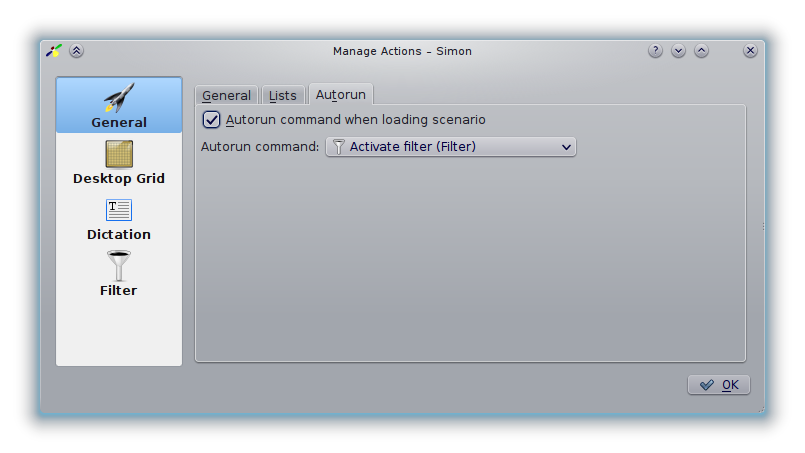 Manage Actions – Simon
General
Desktop Grid
Dictation
Filter
General Lists Autorun
Autorun command when loading scenario
Autorun command: Activate filter (Filter)
OK